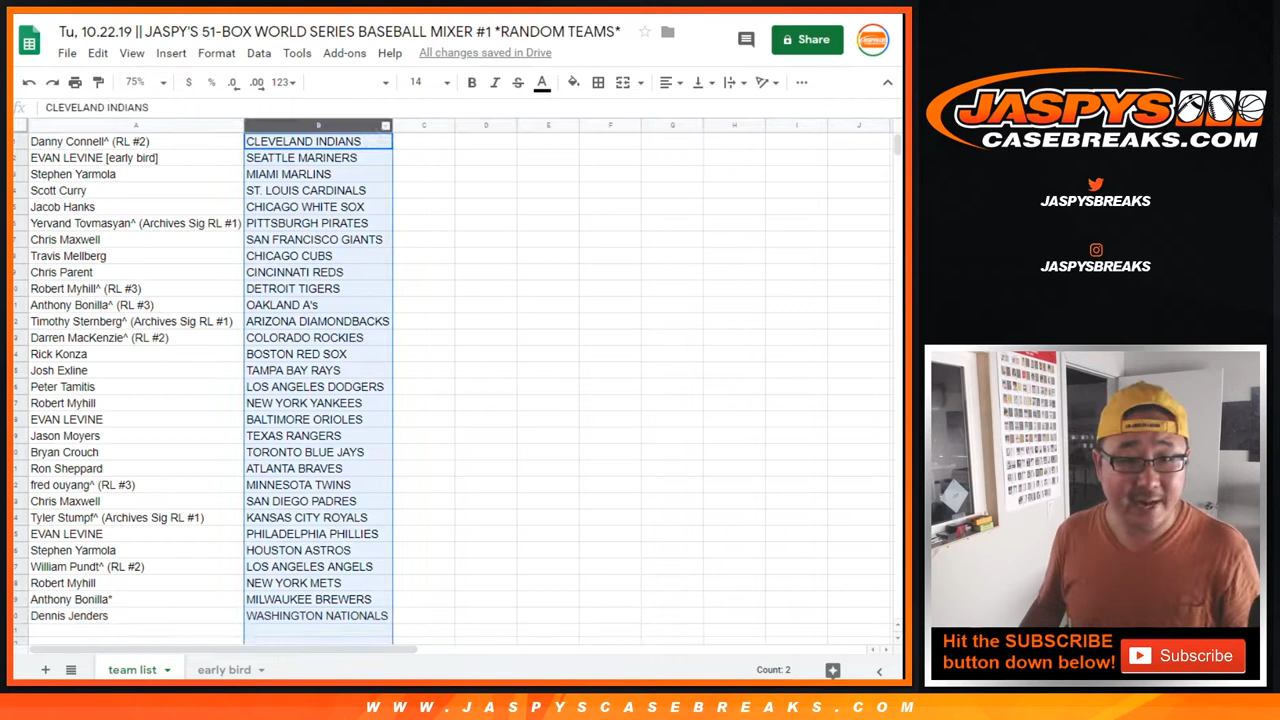 Tu, 10.22.19 || JASPY'S 51-BOX WORLD SERIES BASEBALL MIXER #1 *RANDOM TEAMS*
File Edit View Insert Format Data Tools Add-ons Help All changes saved in Drive
Share
75% $ % .0 .00 123 14 B I S A
fx CLEVELAND INDIANS
A B C D E F G H I J
Danny Connell^ (RL #2) CLEVELAND INDIANS
EVAN LEVINE [early bird] SEATTLE MARINERS
Stephen Yarmola MIAMI MARLINS
Scott Curry ST. LOUIS CARDINALS
Jacob Hanks CHICAGO WHITE SOX
Yervand Tovmasyan^ (Archives Sig RL #1) PITTSBURGH PIRATES
Chris Maxwell SAN FRANCISCO GIANTS
Travis Mellberg CHICAGO CUBS
Chris Parent CINCINNATI REDS
Robert Myhill^ (RL #3) DETROIT TIGERS
Anthony Bonilla^ (RL #3) OAKLAND A's
Timothy Sternberg^ (Archives Sig RL #1) ARIZONA DIAMONDBACKS
Darren MacKenzie^ (RL #2) COLORADO ROCKIES
Rick Konza BOSTON RED SOX
Josh Exline TAMPA BAY RAYS
Peter Tamitis LOS ANGELES DODGERS
Robert Myhill NEW YORK YANKEES
EVAN LEVINE BALTIMORE ORIOLES
Jason Moyers TEXAS RANGERS
Bryan Crouch TORONTO BLUE JAYS
Ron Sheppard ATLANTA BRAVES
fred ouyang^ (RL #3) MINNESOTA TWINS
Chris Maxwell SAN DIEGO PADRES
Tyler Stumpf^ (Archives Sig RL #1) KANSAS CITY ROYALS
EVAN LEVINE PHILADELPHIA PHILLIES
Stephen Yarmola HOUSTON ASTROS
William Pundt^ (RL #2) LOS ANGELES ANGELS
Robert Myhill NEW YORK METS
Anthony Bonilla* MILWAUKEE BREWERS
Dennis Jenders WASHINGTON NATIONALS
team list early bird Count: 2
JASPYS
CASEBREAKS.COM
JASPYSBREAKS
JASPYSBREAKS
Hit the SUBSCRIBE
button down below!
Subscribe
WWW.JASPYSCASEBREAKS.COM